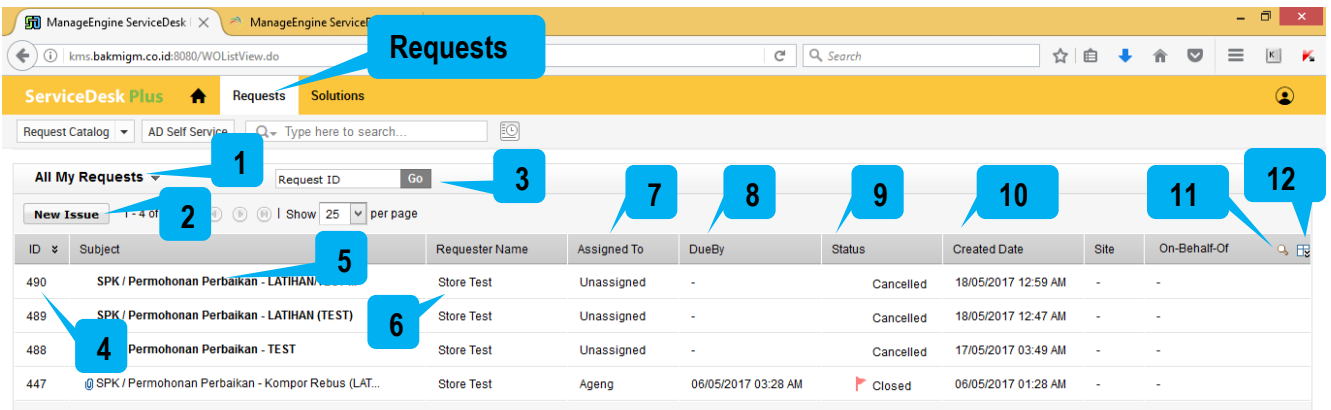 ManageEngine ServiceDesk
ManageEngine ServiceDes
Requests
kms.bakmigm.co.id:8080/WOListView.do
Search
K
ServiceDesk Plus
Requests
Solutions
Request Catalog
AD Self Service
Type here to search...
1
All My Requests
Request ID
Go
3
7
8
9
10
11
12
New Issue
2
1 - 4 of
Show 25 per page
ID Subject Requester Name Assigned To DueBy Status Created Date Site On-Behalf-Of
5
490 SPK / Permohonan Perbaikan - LATIHAN Store Test Unassigned - Cancelled 18/05/2017 12:59 AM - -
6
489 SPK / Permohonan Perbaikan - LATIHAN (TEST) Store Test Unassigned - Cancelled 18/05/2017 12:47 AM - -
4
488 Permohonan Perbaikan - TEST Store Test Unassigned - Cancelled 17/05/2017 03:49 AM - -
447 SPK / Permohonan Perbaikan - Kompor Rebus (LAT... Store Test Ageng 06/05/2017 03:28 AM Closed 06/05/2017 01:28 AM - -